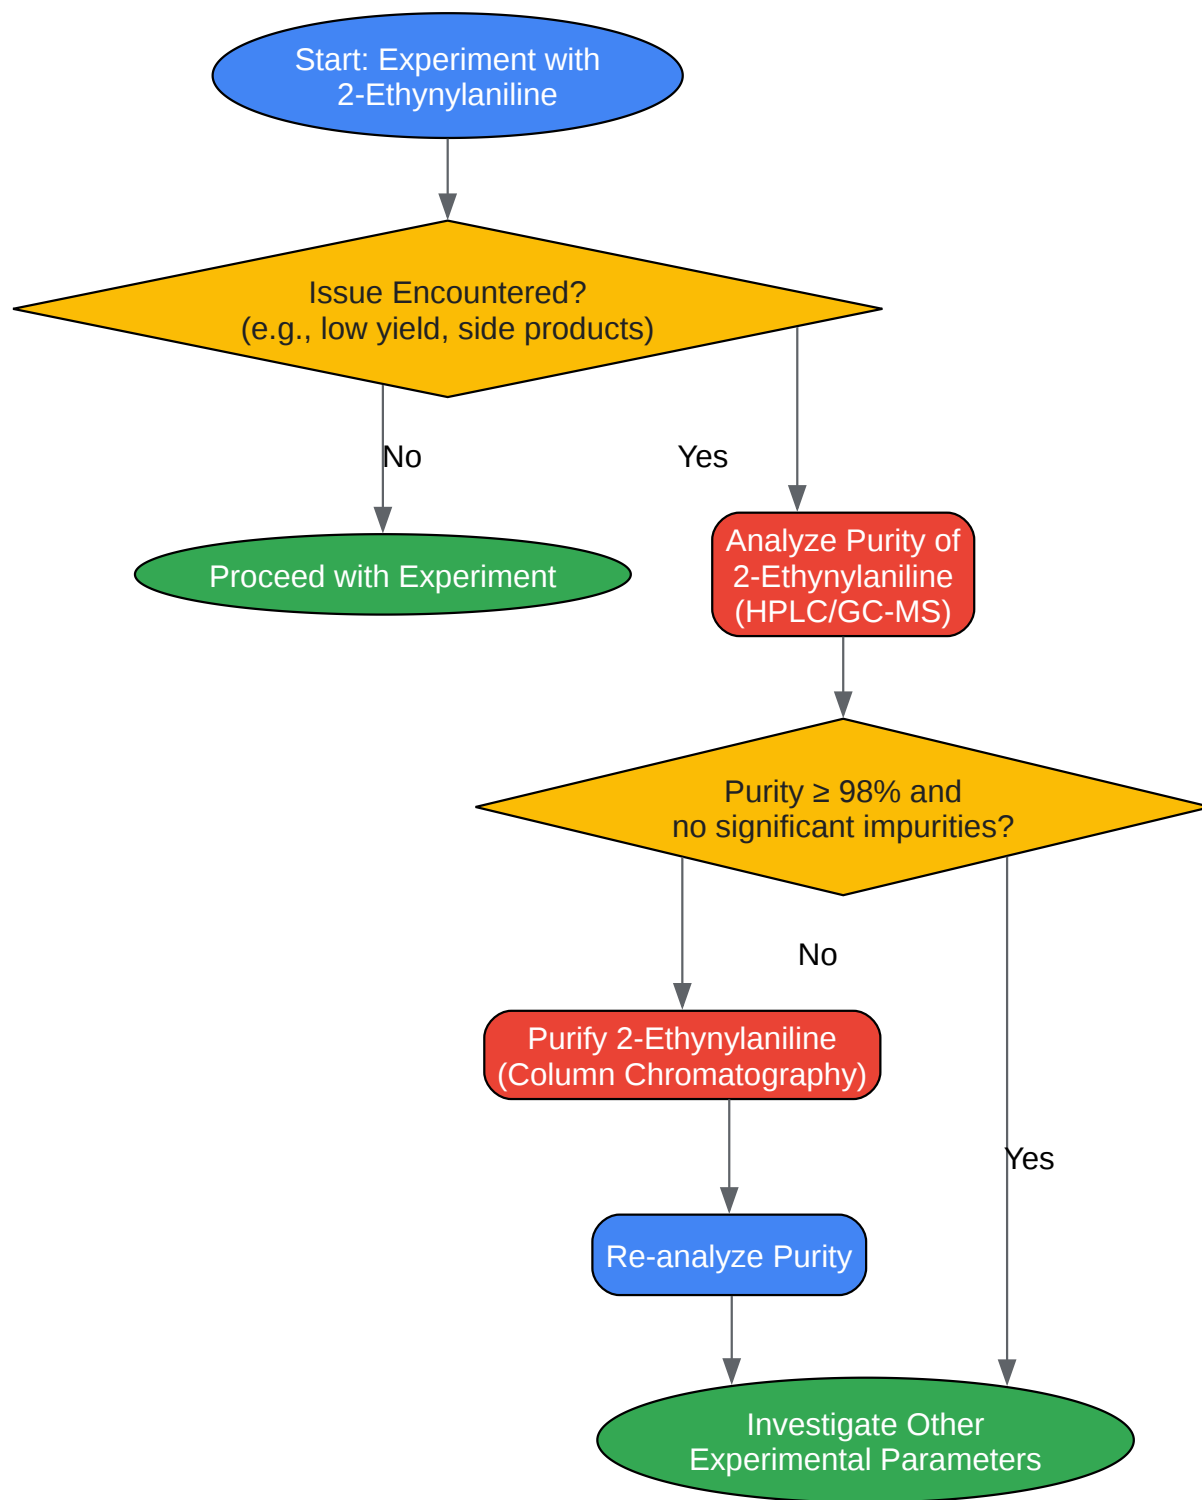 Start: Experiment with
2-Ethynylaniline
Issue Encountered?
(e.g., low yield, side products)
No
Yes
Proceed with Experiment
Analyze Purity of
2-Ethynylaniline
(HPLC/GC-MS)
Purity ≥ 98% and
no significant impurities?
No
Purify 2-Ethynylaniline
(Column Chromatography)
Yes
Re-analyze Purity
Investigate Other
Experimental Parameters